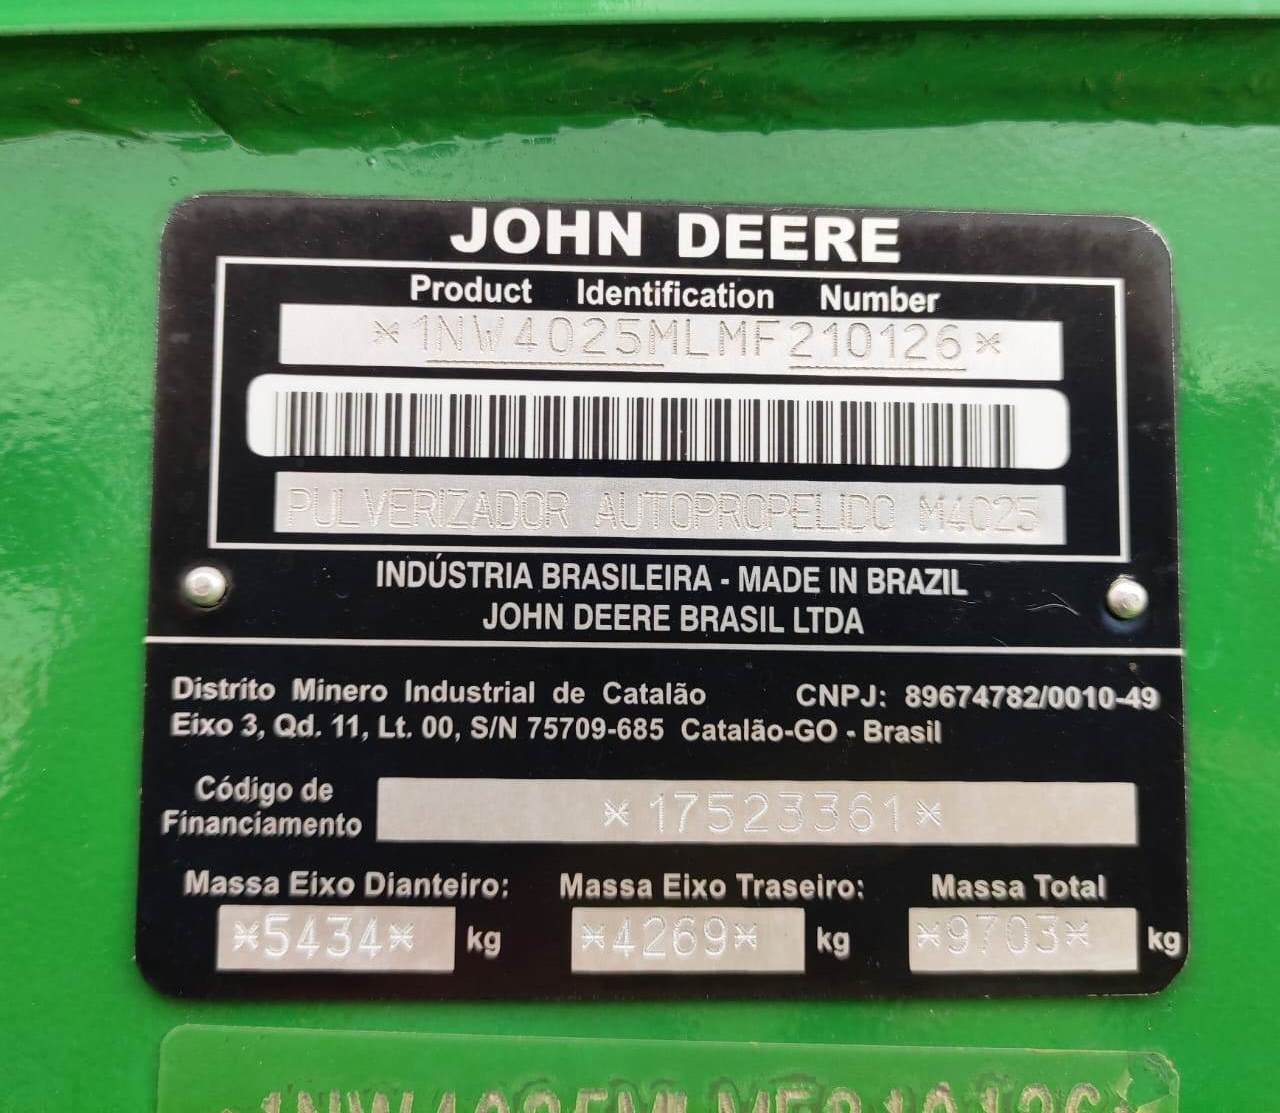 JOHN DEERE
Product Identification Number
*1NW4025MLMF210126*
PULVERIZADOR AUTOPROPELIDO M4025
INDÚSTRIA BRASILEIRA - MADE IN BRAZIL
JOHN DEERE BRASIL LTDA
Distrito Minero Industrial de Catalão CNPJ: 89674782/0010-49
Eixo 3, Qd. 11, Lt. 00, S/N 75709-685 Catalão-GO - Brasil
Código de
Financiamento *17523361*
Massa Eixo Dianteiro: Massa Eixo Traseiro: Massa Total
*5434* kg *4269* kg *9703* kg
1NW4025MLMF210126*